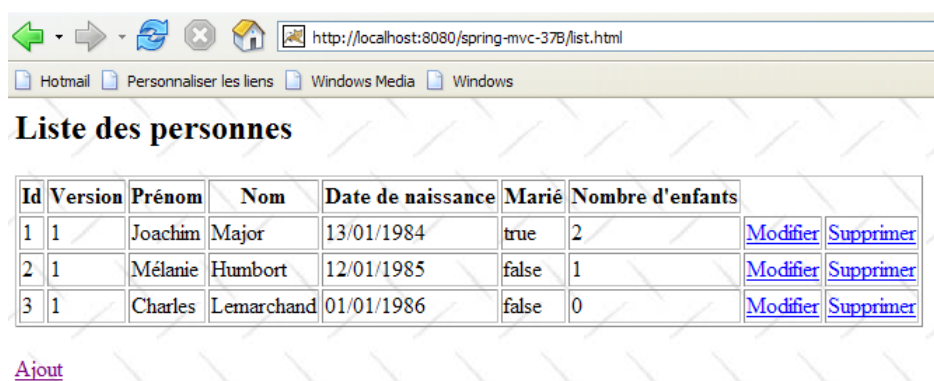 http://localhost:8080/spring-mvc-37B/list.html
Hotmail Personnaliser les liens Windows Media Windows
Liste des personnes
Id Version Prénom Nom Date de naissance Marié Nombre d'enfants
1 1 Joachim Major 13/01/1984 true 2 Modifier Supprimer
2 1 Mélanie Humbort 12/01/1985 false 1 Modifier Supprimer
3 1 Charles Lemarchand 01/01/1986 false 0 Modifier Supprimer
Ajout